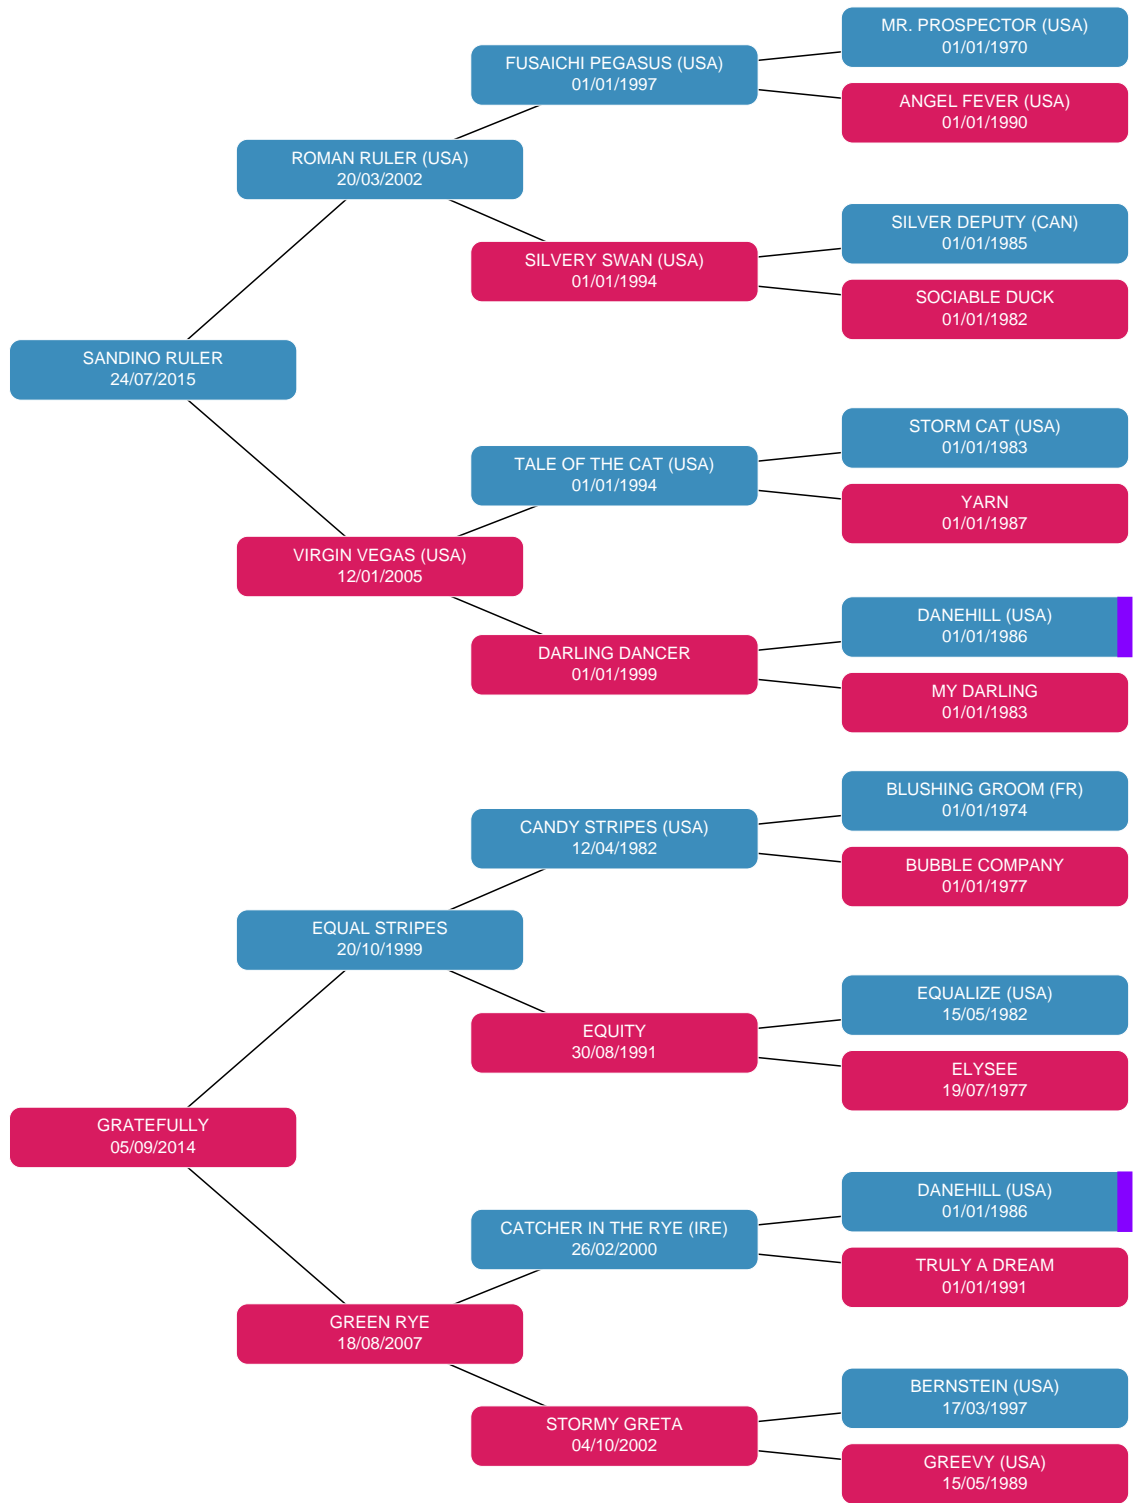 MR. PROSPECTOR (USA)
01/01/1970
FUSAICHI PEGASUS (USA)
01/01/1997
ANGEL FEVER (USA)
01/01/1990
ROMAN RULER (USA)
20/03/2002
SILVER DEPUTY (CAN)
01/01/1985
SILVERY SWAN (USA)
01/01/1994
SOCIABLE DUCK
01/01/1982
SANDINO RULER
24/07/2015
STORM CAT (USA)
01/01/1983
TALE OF THE CAT (USA)
01/01/1994
YARN
01/01/1987
VIRGIN VEGAS (USA)
12/01/2005
DANEHILL (USA)
01/01/1986
DARLING DANCER
01/01/1999
MY DARLING
01/01/1983
BLUSHING GROOM (FR)
01/01/1974
CANDY STRIPES (USA)
12/04/1982
BUBBLE COMPANY
01/01/1977
EQUAL STRIPES
20/10/1999
EQUALIZE (USA)
15/05/1982
EQUITY
30/08/1991
ELYSEE
19/07/1977
GRATEFULLY
05/09/2014
DANEHILL (USA)
01/01/1986
CATCHER IN THE RYE (IRE)
26/02/2000
TRULY A DREAM
01/01/1991
GREEN RYE
18/08/2007
BERNSTEIN (USA)
17/03/1997
STORMY GRETA
04/10/2002
GREEVY (USA)
15/05/1989